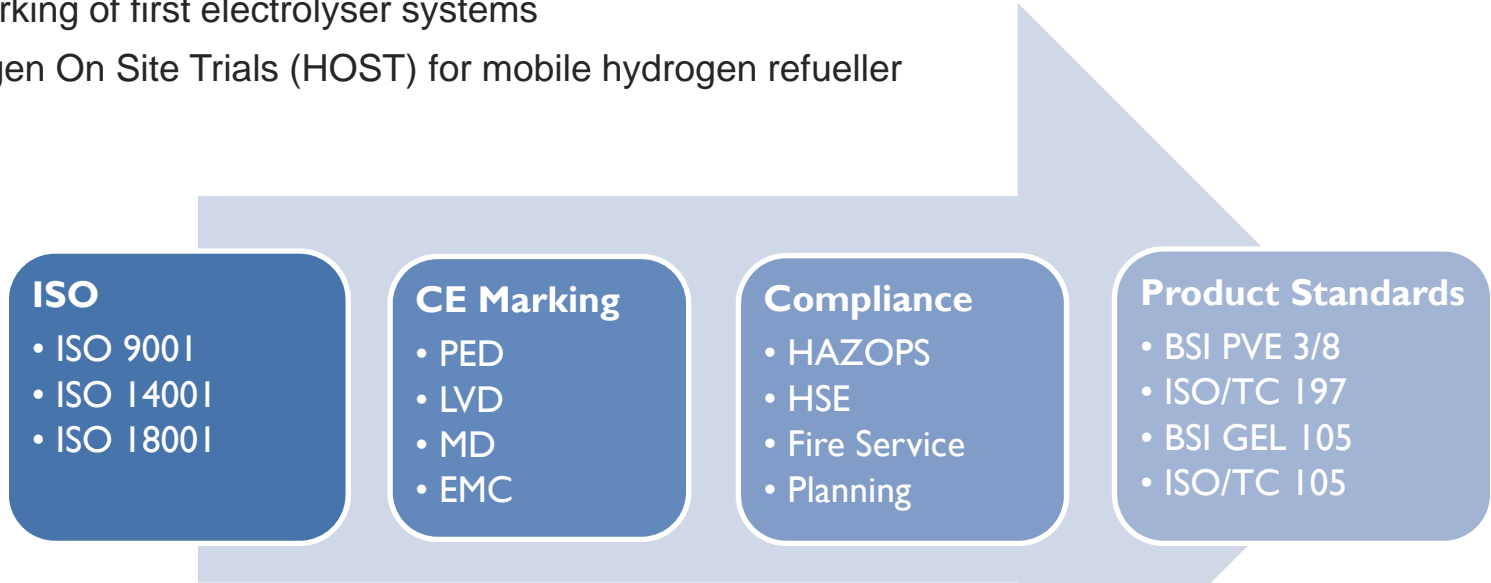 rking of first electrolyser systems
gen On Site Trials (HOST) for mobile hydrogen refueller
ISO
• ISO 9001
• ISO 14001
• ISO 18001
CE Marking
• PED
• LVD
• MD
• EMC
Compliance
• HAZOPS
• HSE
• Fire Service
• Planning
Product Standards
• BSI PVE 3/8
• ISO/TC 197
• BSI GEL 105
• ISO/TC 105